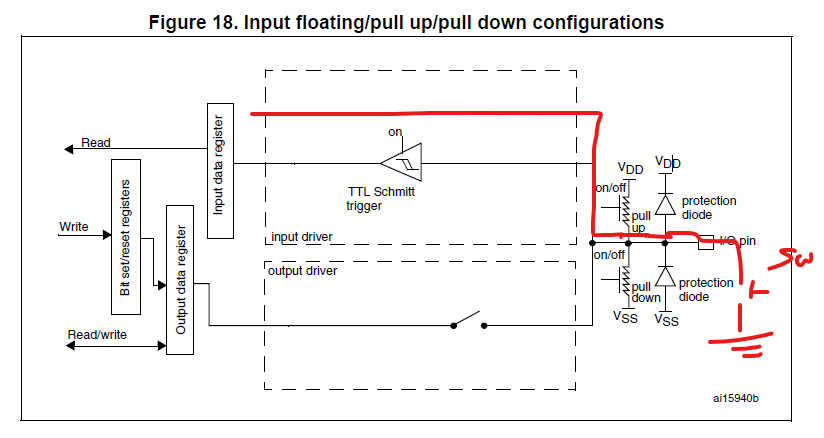 Figure 18. Input floating/pull up/pull down configurations
Read
Write
Read/write
Bit set/reset registers
Input data register
Output data register
on
TTL Schmitt
trigger
input driver
output driver
VDD
VDD
on/off
pull
up
protection
diode
I/O pin
on/off
pull
down
protection
diode
VSS
VSS
SW
ai15940b